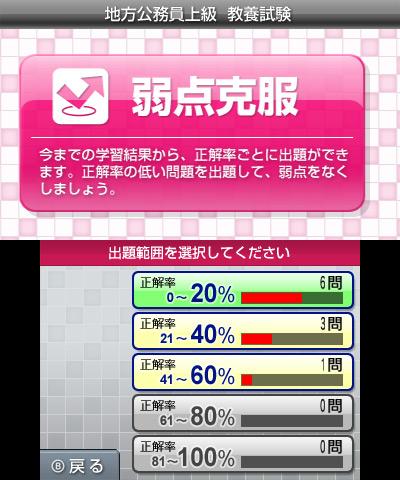 地方公務員上級 教養試験
弱点克服
今までの学習結果から、正解率ごとに出題ができ
ます。正解率の低い問題を出題して、弱点をなく
しましょう。
出題範囲を選択してください
正解率 0～20% 6問
正解率 21～40% 3問
正解率 41～60% 1問
正解率 61～80% 0問
正解率 81～100% 0問
Ⓑ戻る